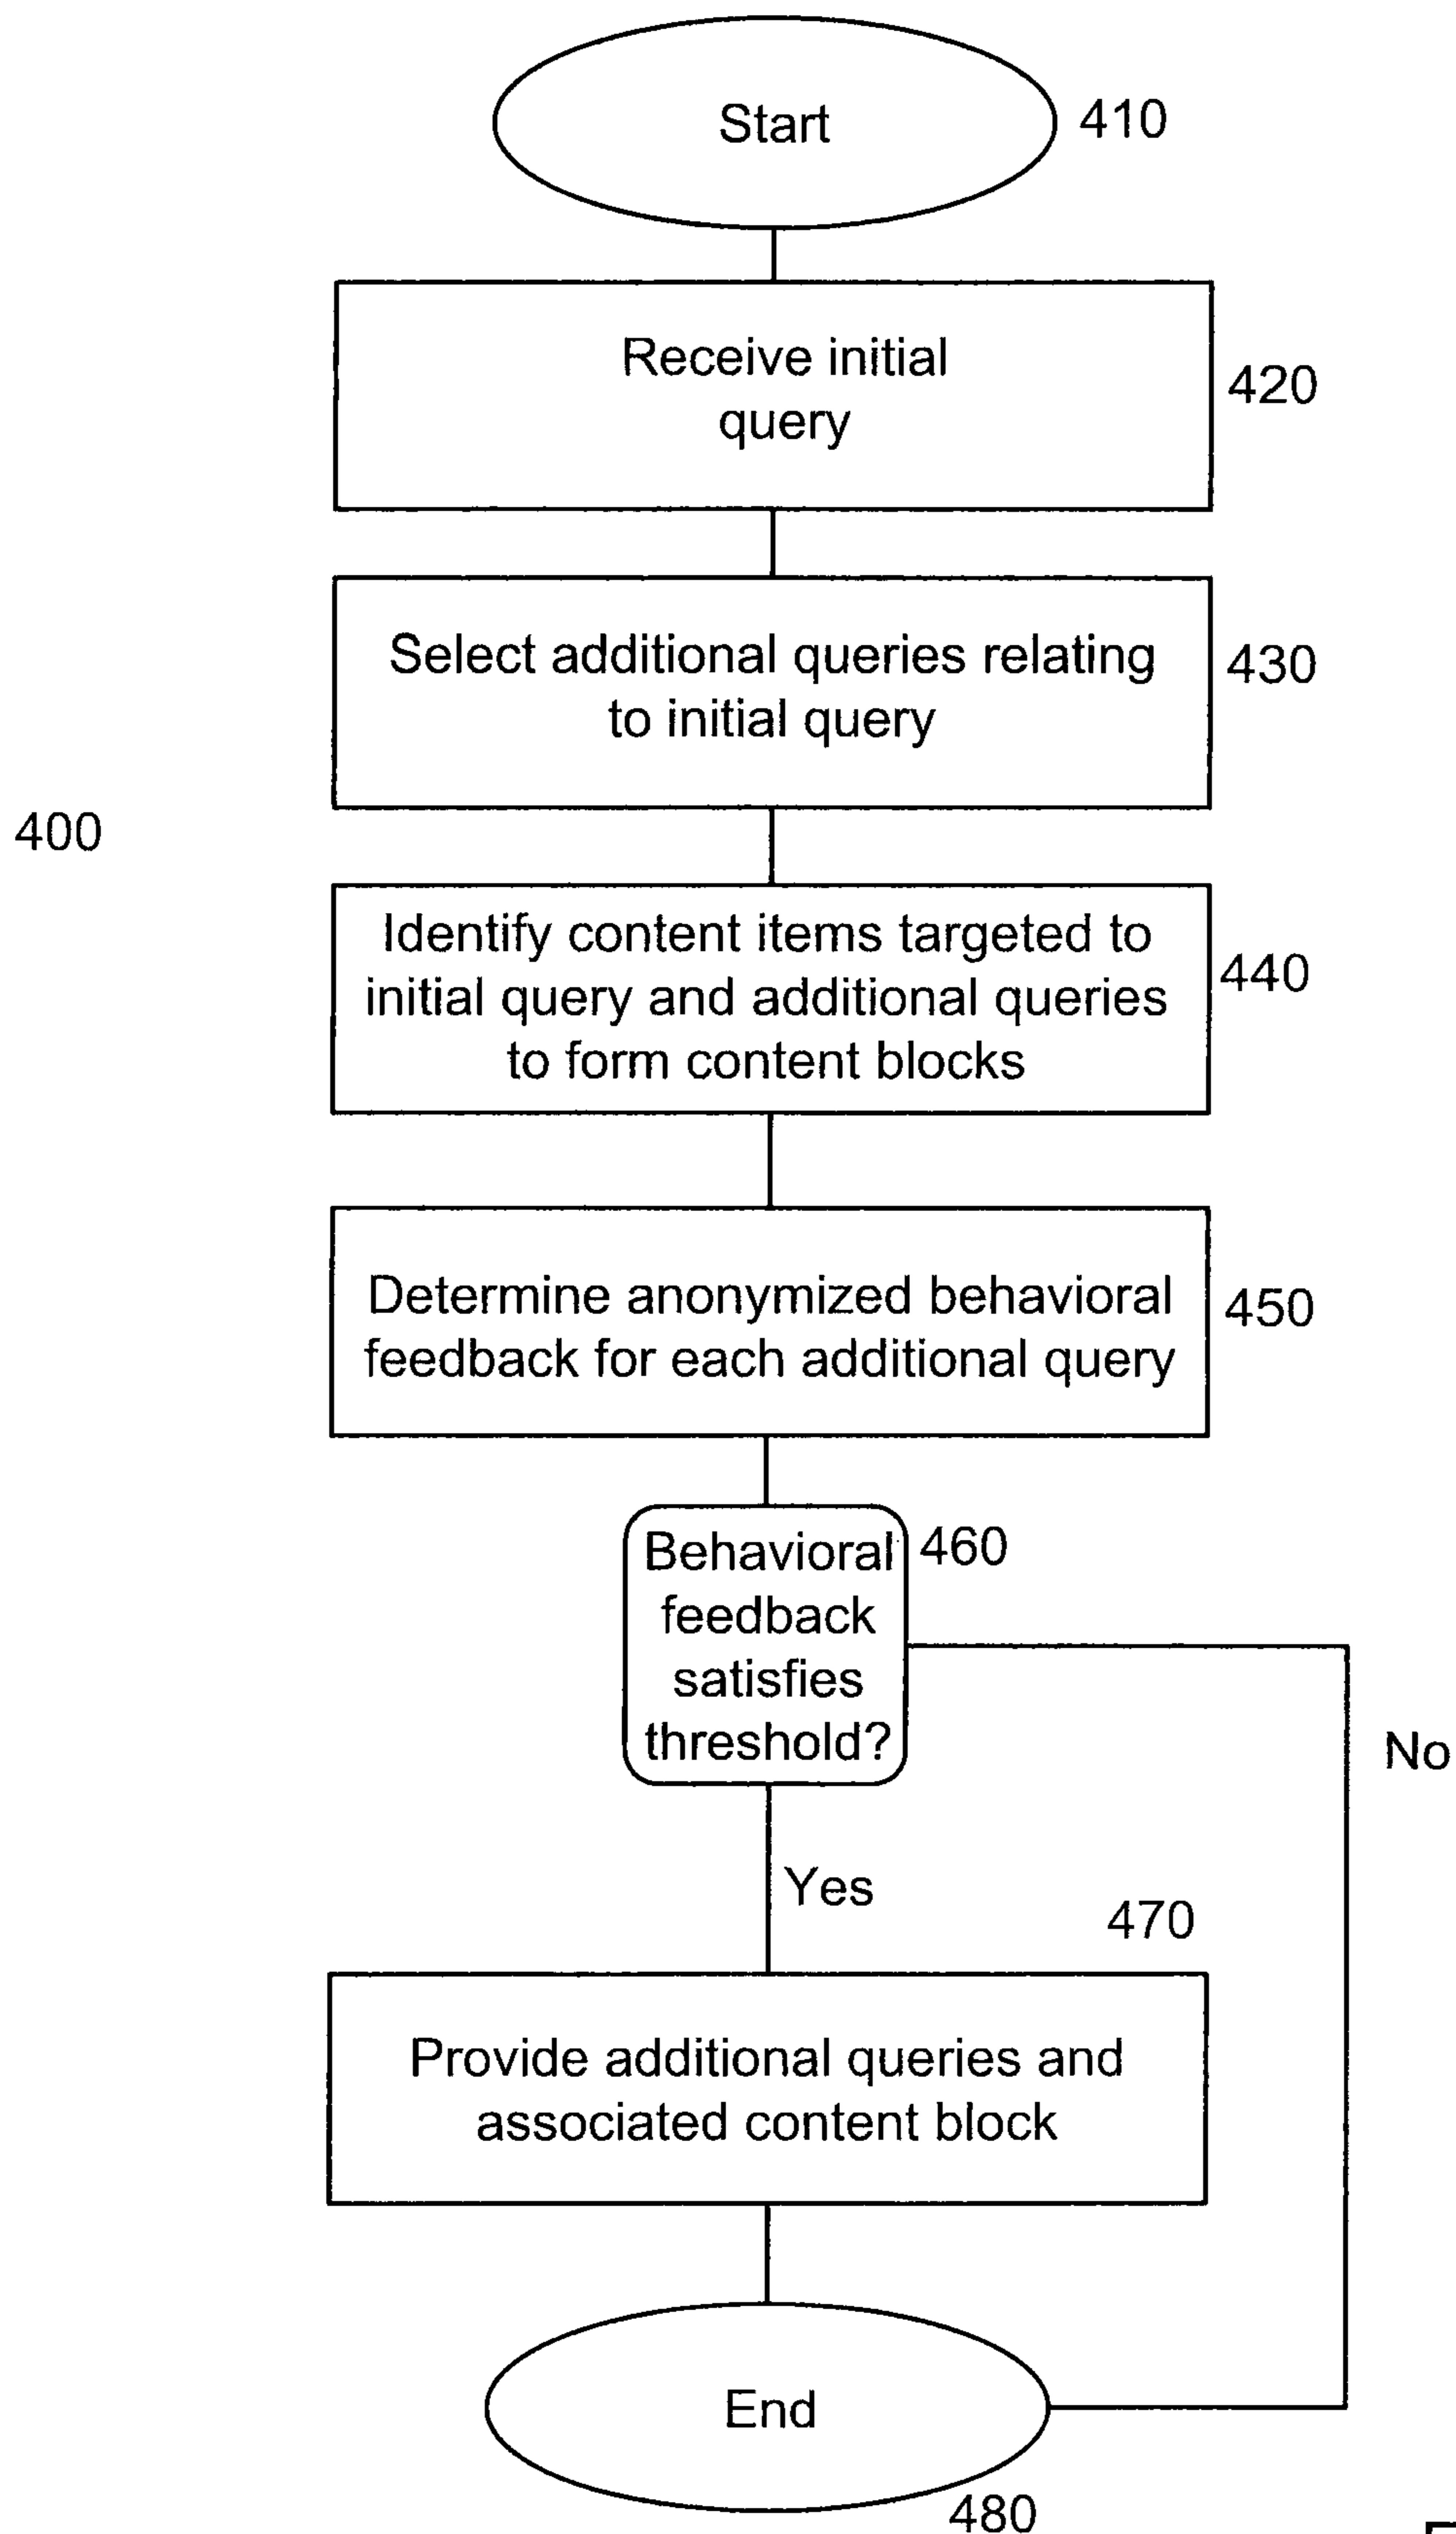 Start
410
Receive initial
query
420
Select additional queries relating
to initial query
430
400
Identify content items targeted to
initial query and additional queries
to form content blocks
440
Determine anonymized behavioral
feedback for each additional query
450
Behavioral
feedback
satisfies
threshold?
460
No
Yes
470
Provide additional queries and
associated content block
End
480